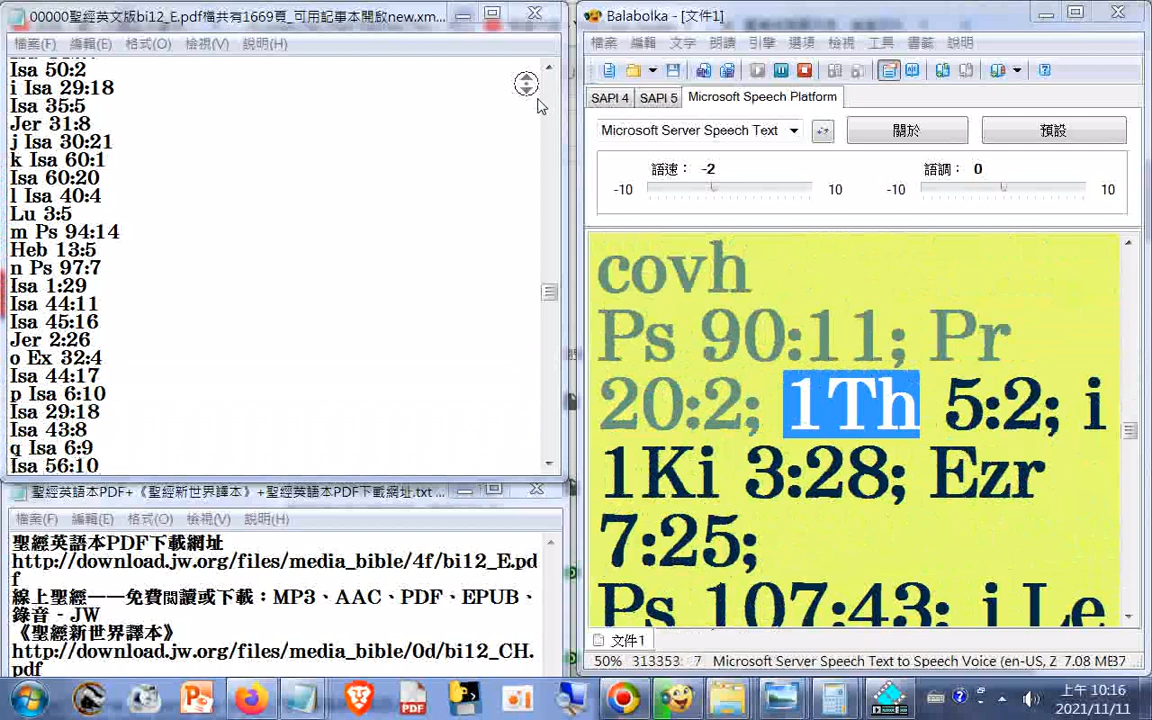 00000聖經英文版bi12_E.pdf檔共有1669頁_可用記事本開啟new.xm...
檔案(F) 編輯(E) 格式(O) 檢視(V) 說明(H)
Isa 50:2
i Isa 29:18
Isa 35:5
Jer 31:8
j Isa 30:21
k Isa 60:1
Isa 60:20
l Isa 40:4
Lu 3:5
m Ps 94:14
Heb 13:5
n Ps 97:7
Isa 1:29
Isa 44:11
Isa 45:16
Jer 2:26
o Ex 32:4
Isa 44:17
p Isa 6:10
Isa 29:18
Isa 43:8
q Isa 6:9
Isa 56:10
聖經英語本PDF+《聖經新世界譯本》+聖經英語本PDF下載網址.txt ...
檔案(F) 編輯(E) 格式(O) 檢視(V) 說明(H)
聖經英語本PDF下載網址
http://download.jw.org/files/media_bible/4f/bi12_E.pd
f
線上聖經——免費閱讀或下載：MP3、AAC、PDF、EPUB、
錄音 - JW
《聖經新世界譯本》
http://download.jw.org/files/media_bible/0d/bi12_CH.
pdf
Balabolka - [文件1]
檔案 編輯 文字 朗讀 引擎 選項 檢視 工具 書籤 說明
SAPI 4 SAPI 5 Microsoft Speech Platform
Microsoft Server Speech Text 關於 預設
語速： -2 語調： 0
-10 10 -10 10
covh
Ps 90:11; Pr
20:2; 1Th 5:2; i
1Ki 3:28; Ezr
7:25;
Ps 107:43; i Le
文件1
50% 313353: 7 Microsoft Server Speech Text to Speech Voice (en-US, Z 7.08 MB
上午 10:16
2021/11/11